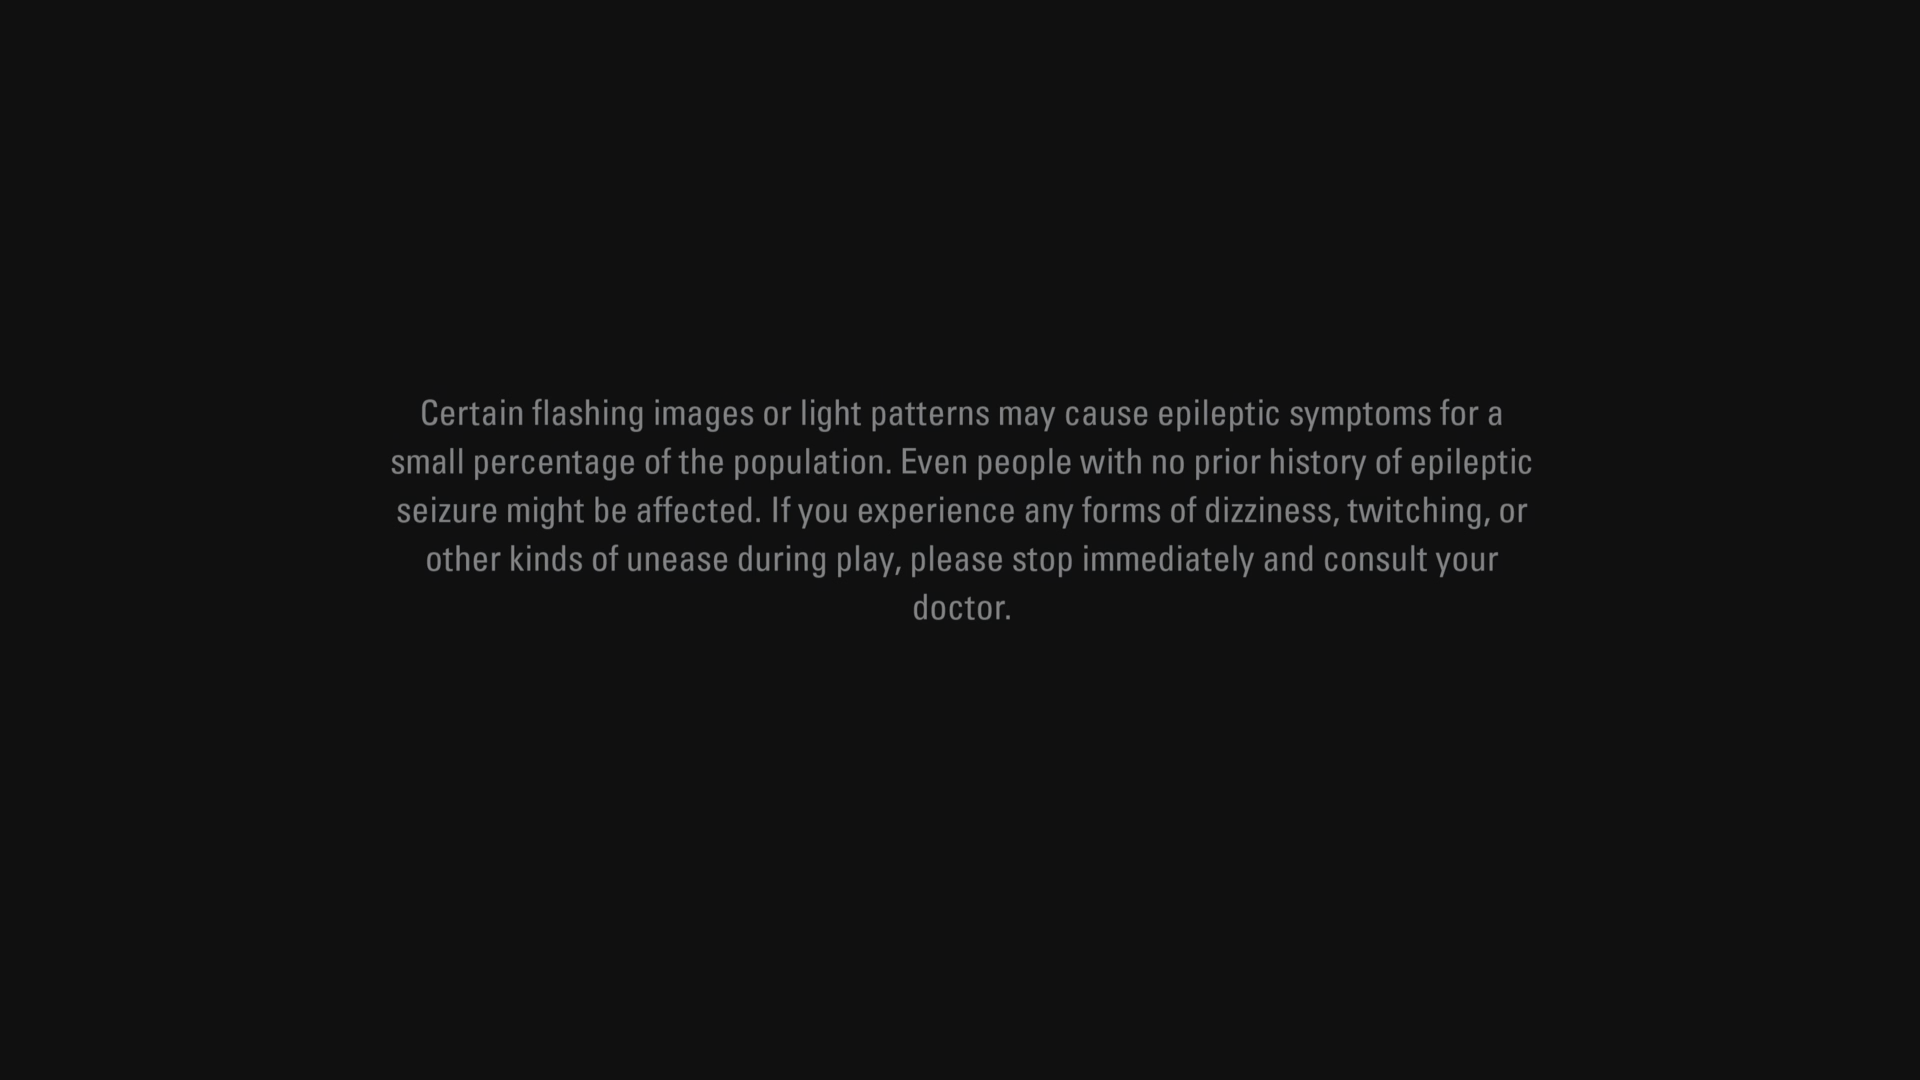 Certain flashing images or light patterns may cause epileptic symptoms for a
small percentage of the population. Even people with no prior history of epileptic
seizure might be affected. If you experience any forms of dizziness, twitching, or
other kinds of unease during play, please stop immediately and consult your
doctor.